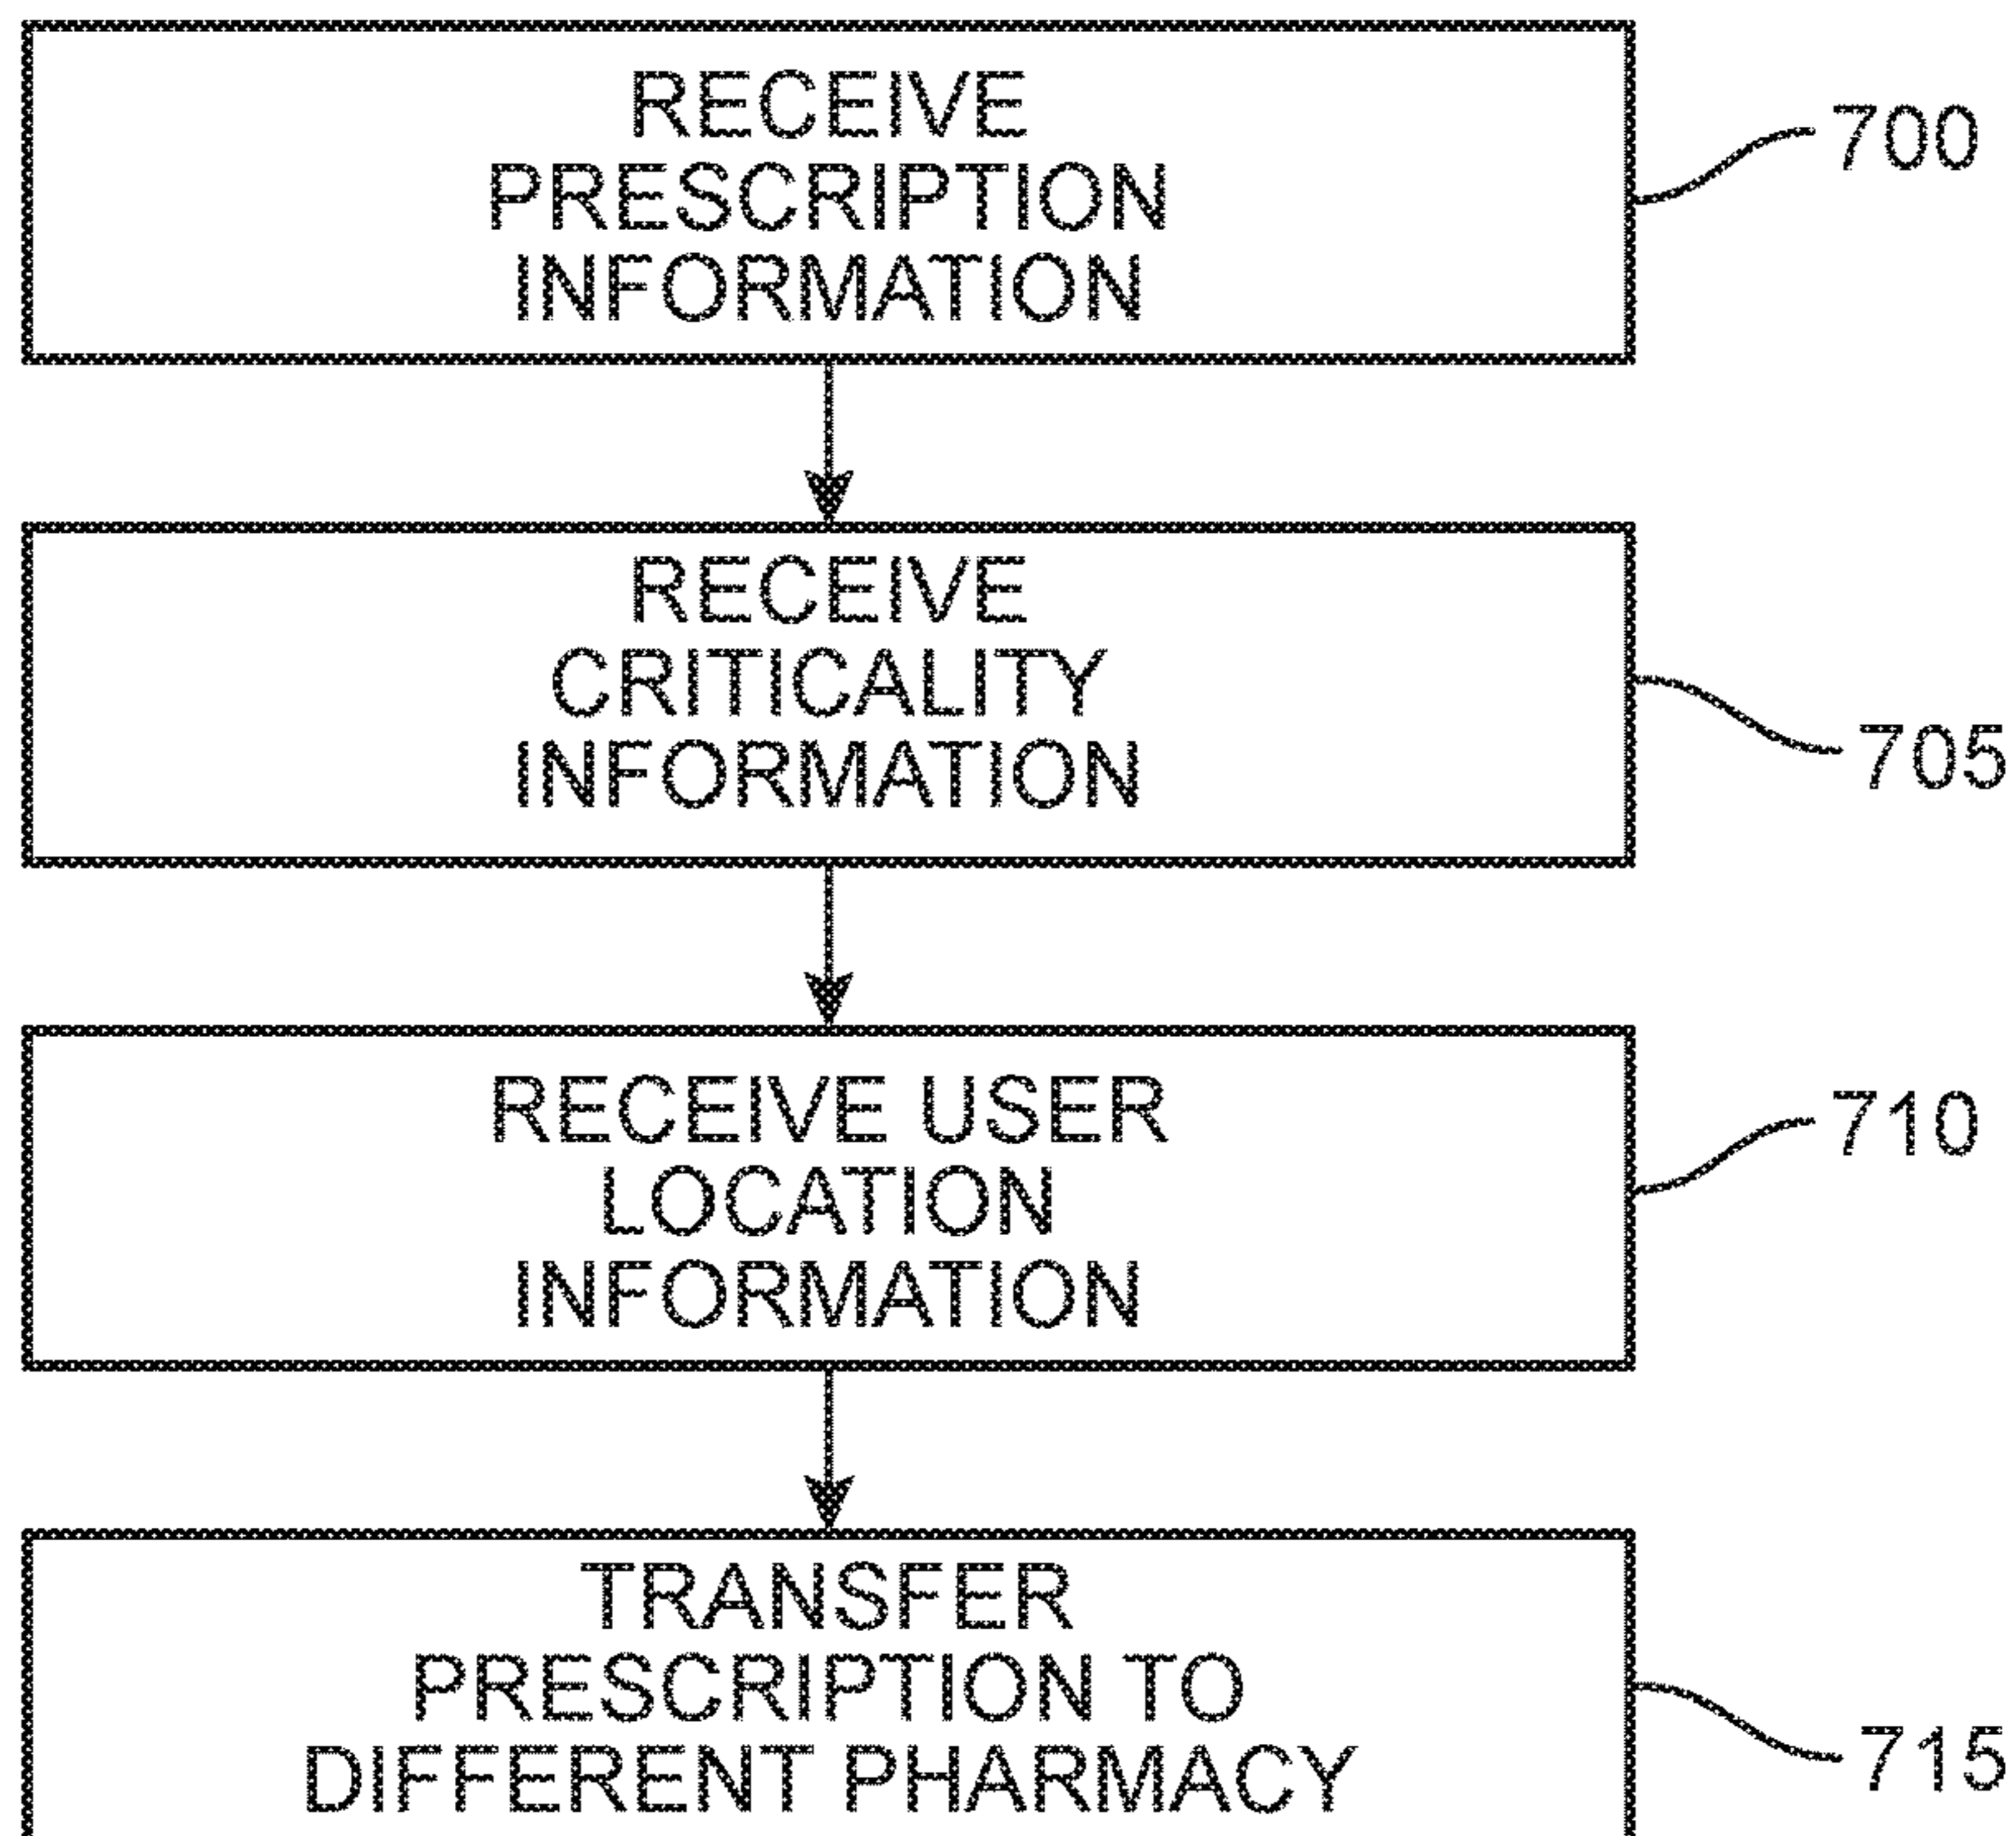 RECEIVE
PRESCRIPTION
INFORMATION
700
RECEIVE
CRITICALITY
INFORMATION
705
RECEIVE USER
LOCATION
INFORMATION
710
TRANSFER
PRESCRIPTION TO
DIFFERENT PHARMACY
715